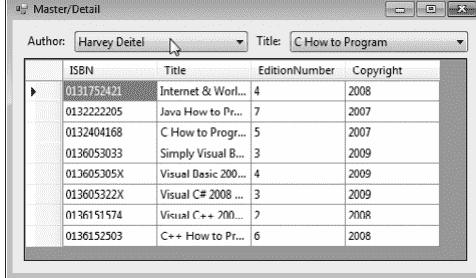 Master/Detail
Author: Harvey Deitel Title: C How to Program
ISBN Title EditionNumber Copyright
0131752421 Internet & Worl... 4 2008
0132222205 Java How to Pr... 7 2007
0132404168 C How to Progr... 5 2007
0136053033 Simply Visual B... 3 2009
013605305X Visual Basic 200... 4 2009
013605322X Visual C# 2008 ... 3 2009
0136151574 Visual C++ 200... 2 2008
0136152503 C++ How to Pr... 6 2008